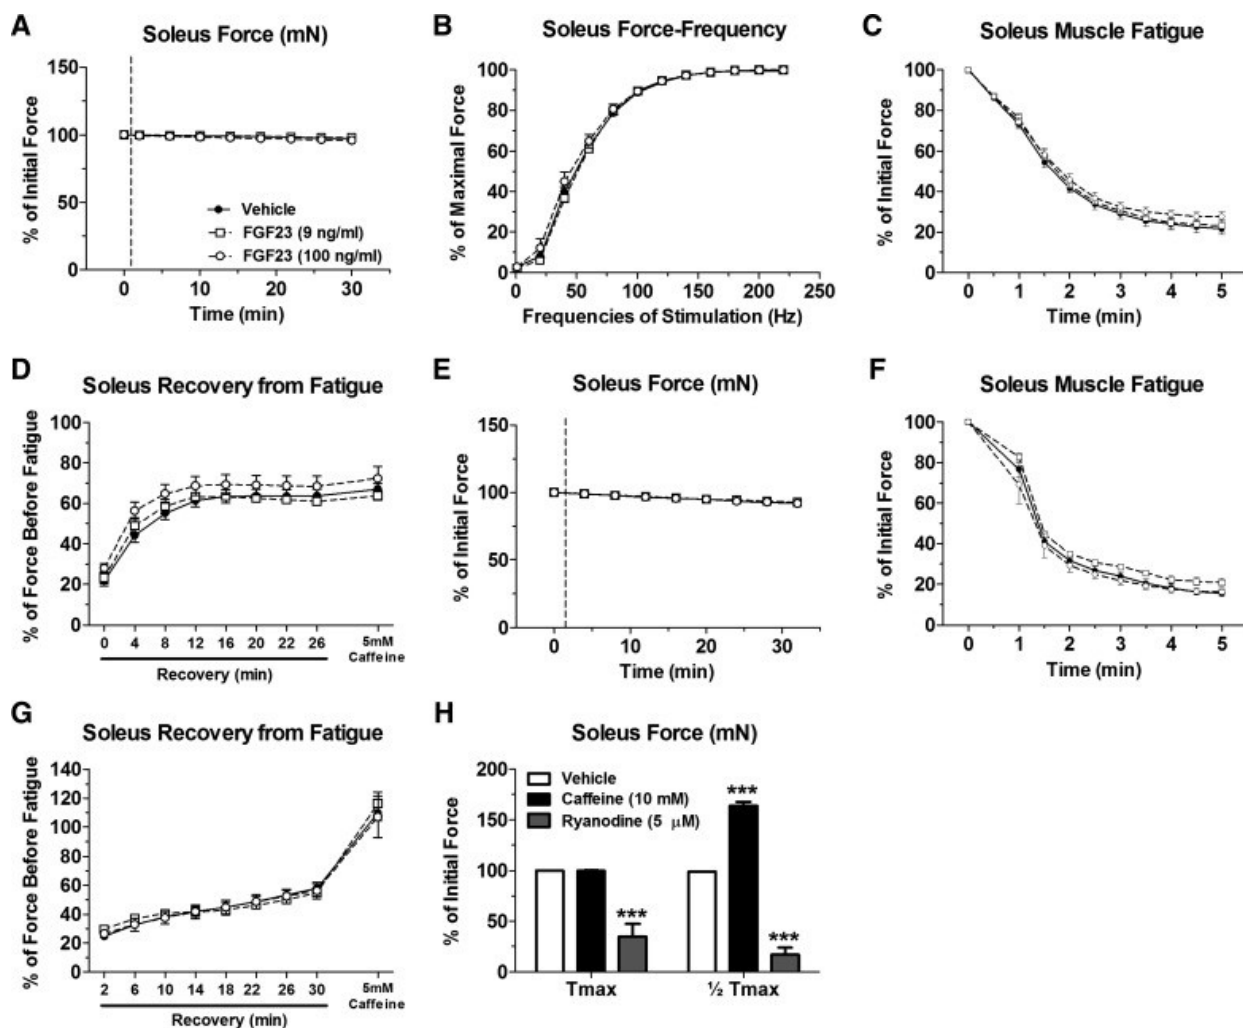 A
Soleus Force (mN)
% of Initial Force
150
100
50
0
Vehicle
FGF23 (9 ng/ml)
FGF23 (100 ng/ml)
0 10 20 30
Time (min)
B
Soleus Force-Frequency
% of Maximal Force
100
80
60
40
20
0
0 50 100 150 200 250
Frequencies of Stimulation (Hz)
C
Soleus Muscle Fatigue
% of Initial Force
100
80
60
40
20
0
0 1 2 3 4 5
Time (min)
D
Soleus Recovery from Fatigue
% of Force Before Fatigue
100
80
60
40
20
0
0 4 8 12 16 20 22 26 5mM
Caffeine
Recovery (min)
E
Soleus Force (mN)
% of Initial Force
150
100
50
0
0 10 20 30
Time (min)
F
Soleus Muscle Fatigue
% of Initial Force
100
80
60
40
20
0
0 1 2 3 4 5
Time (min)
G
Soleus Recovery from Fatigue
% of Force Before Fatigue
140
120
100
80
60
40
20
0
2 6 10 14 18 22 26 30 5mM
Caffeine
Recovery (min)
H
Soleus Force (mN)
% of Initial Force
200
150
100
50
0
Vehicle
Caffeine (10 mM)
Ryanodine (5 μM)
***
***
***
Tmax ½ Tmax